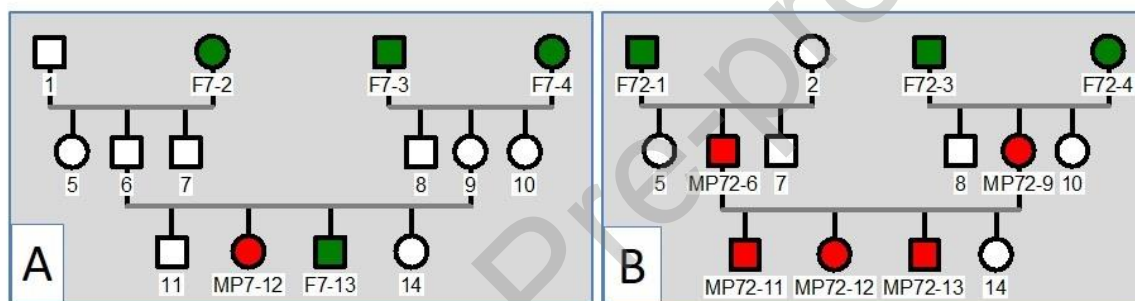 1 F7-2 F7-3 F7-4
5 6 7 8 9 10
11 MP7-12 F7-13 14
A
F72-1 2 F72-3 F72-4
5 MP72-6 7 8 MP72-9 10
MP72-11 MP72-12 MP72-13 14
B
Pre-pro